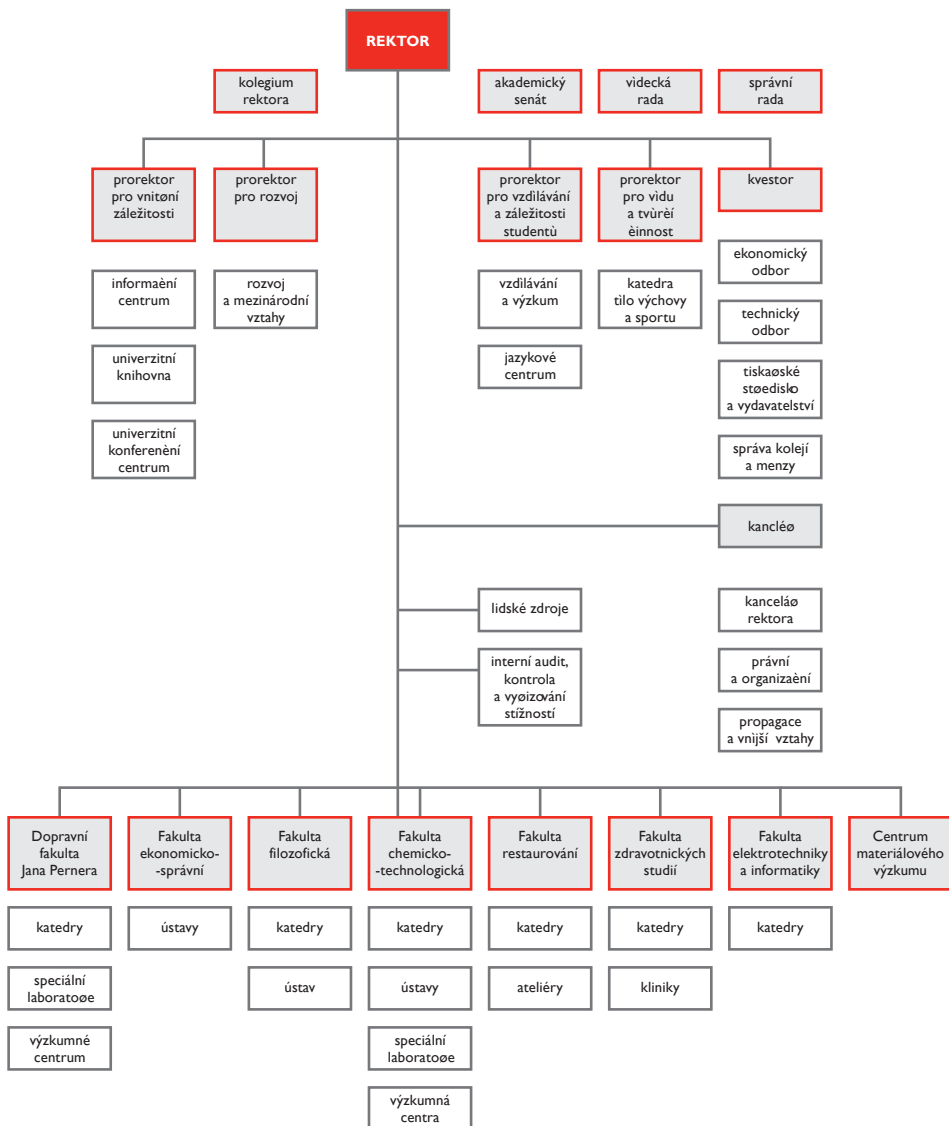 REKTOR
kolegium
rektora
akademický
senát
vìdecká
rada
správní
rada
prorektor
pro vnitøní
záležitosti
prorektor
pro rozvoj
prorektor
pro vzdìlávání
a záležitosti
studentù
prorektor
pro vìdu
a tvùrèí
èinnost
kvestor
informaèní
centrum
univerzitní
knihovna
univerzitní
konferenèní
centrum
rozvoj
a mezinárodní
vztahy
vzdìlávání
a výzkum
jazykové
centrum
katedra
tìlo výchovy
a sportu
ekonomický
odbor
technický
odbor
tiskaøské
støedisko
a vydavatelství
správa kolejí
a menzy
kancléø
lidské zdroje
interní audit,
kontrola
a vyøizování
stížností
kanceláø
rektora
právní
a organizaèní
propagace
a vnìjší vztahy
Dopravní
fakulta
Jana Pernera
Fakulta
ekonomicko-
-správní
Fakulta
filozofická
Fakulta
chemicko-
-technologická
Fakulta
restaurování
Fakulta
zdravotnických
studií
Fakulta
elektrotechniky
a informatiky
Centrum
materiálového
výzkumu
katedry
speciální
laboratoøe
výzkumné
centrum
ústavy
katedry
ústav
katedry
ústavy
speciální
laboratoøe
výzkumná
centra
katedry
ateliéry
katedry
kliniky
katedry